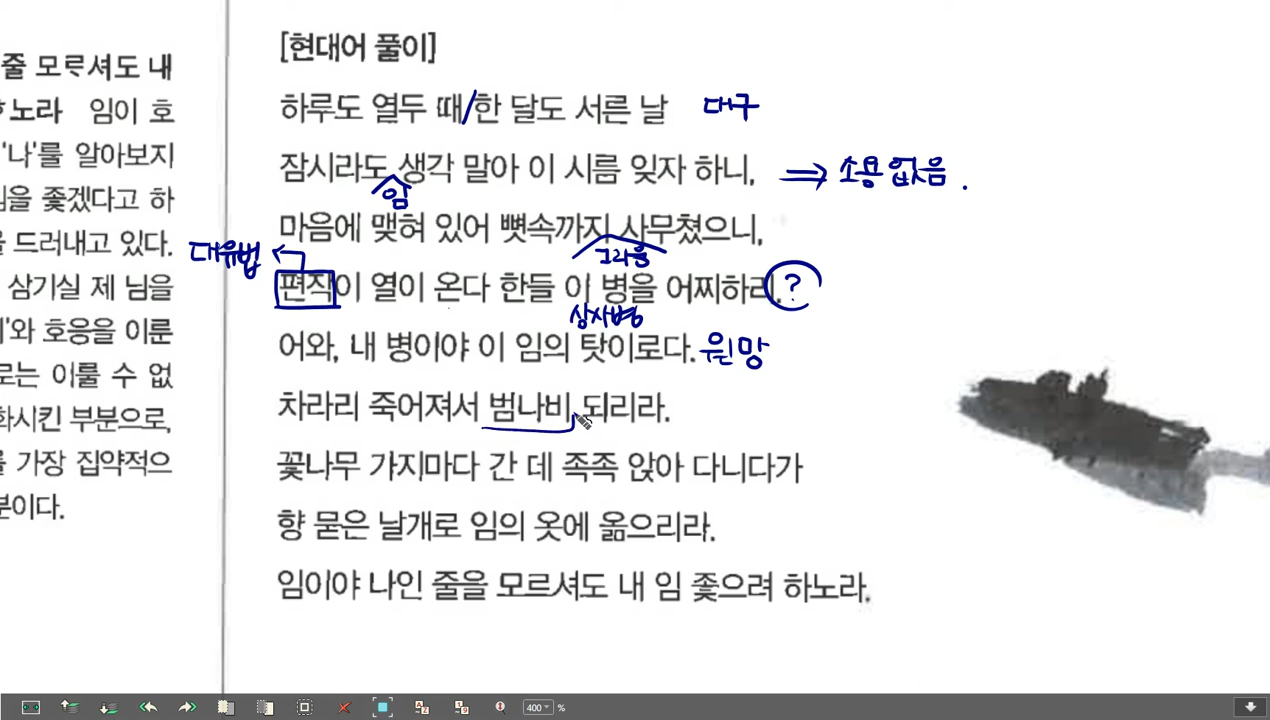 줄 모ᄅᆞ셔도 내
노라 임이 호
'나'를 알아보지
임을 좇겠다고 하
드러내고 있다.
삼기실 제 님을
'와 호응을 이룬
로는 이룰 수 없
화시킨 부분으로,
를 가장 집약적으
분이다.
[현대어 풀이]
하루도 열두 때/한 달도 서른 날 대구
잠시라도 생각 말아 이 시름 잊자 하니, ⇒ 소용 없음.
임
마음에 맺혀 있어 뼛속까지 사무쳤으니,
대유법 그리움
편작이 열이 온다 한들 이 병을 어찌하리.?
상사병
어와, 내 병이야 이 임의 탓이로다. 원망
차라리 죽어져서 범나비 되리라.
꽃나무 가지마다 간 데 족족 앉아 다니다가
향 묻은 날개로 임의 옷에 옮으리라.
임이야 나인 줄을 모르셔도 내 임 좇으려 하노라.
400 %